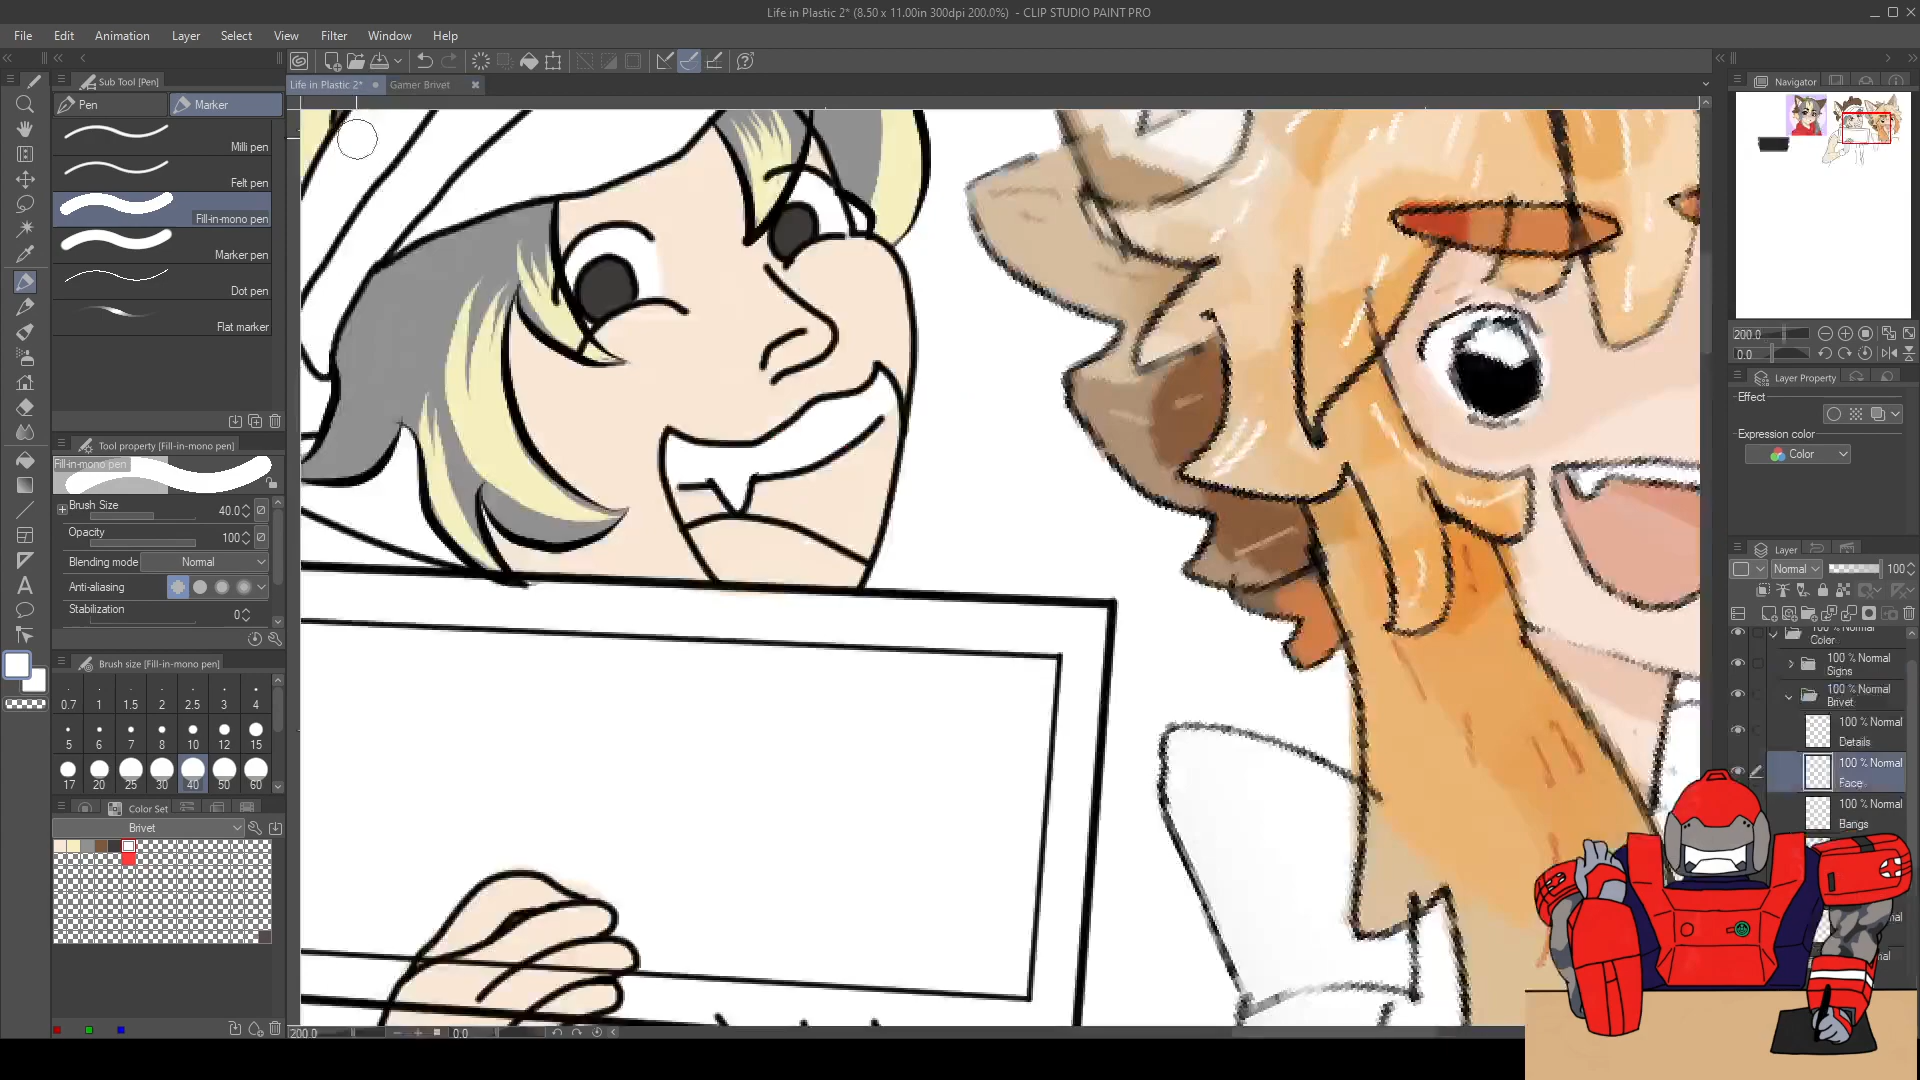 Life in Plastic 2* (8.50 x 11.00in 300dpi 200.0%) - CLIP STUDIO PAINT PRO
File Edit Animation Layer Select View Filter Window Help
Sub Tool [Pen]
Life in Plastic 2*
Gamer Brivet
Navigator
Pen
Marker
Milli pen
Felt pen
Fill-in-mono pen
Marker pen
Dot pen
Flat marker
Tool property [Fill-in-mono pen]
Fill-in-mono pen
Brush Size 40.0
Opacity 100
Blending mode Normal
Anti-aliasing
Stabilization 0
Brush size [Fill-in-mono pen]
0.7 1 1.5 2 2.5 3 4
5 6 7 8 10 12 15
17 20 25 30 40 50 60
Color Set
Brivet
200.0 0.0
200.0
0.0
Layer Property
Effect
Expression color
Color
Layer
Normal 100
100 % Normal
Color
100 % Normal
Signs
100 % Normal
Brivet
100 % Normal
Details
100 % Normal
Face
100 % Normal
Bangs